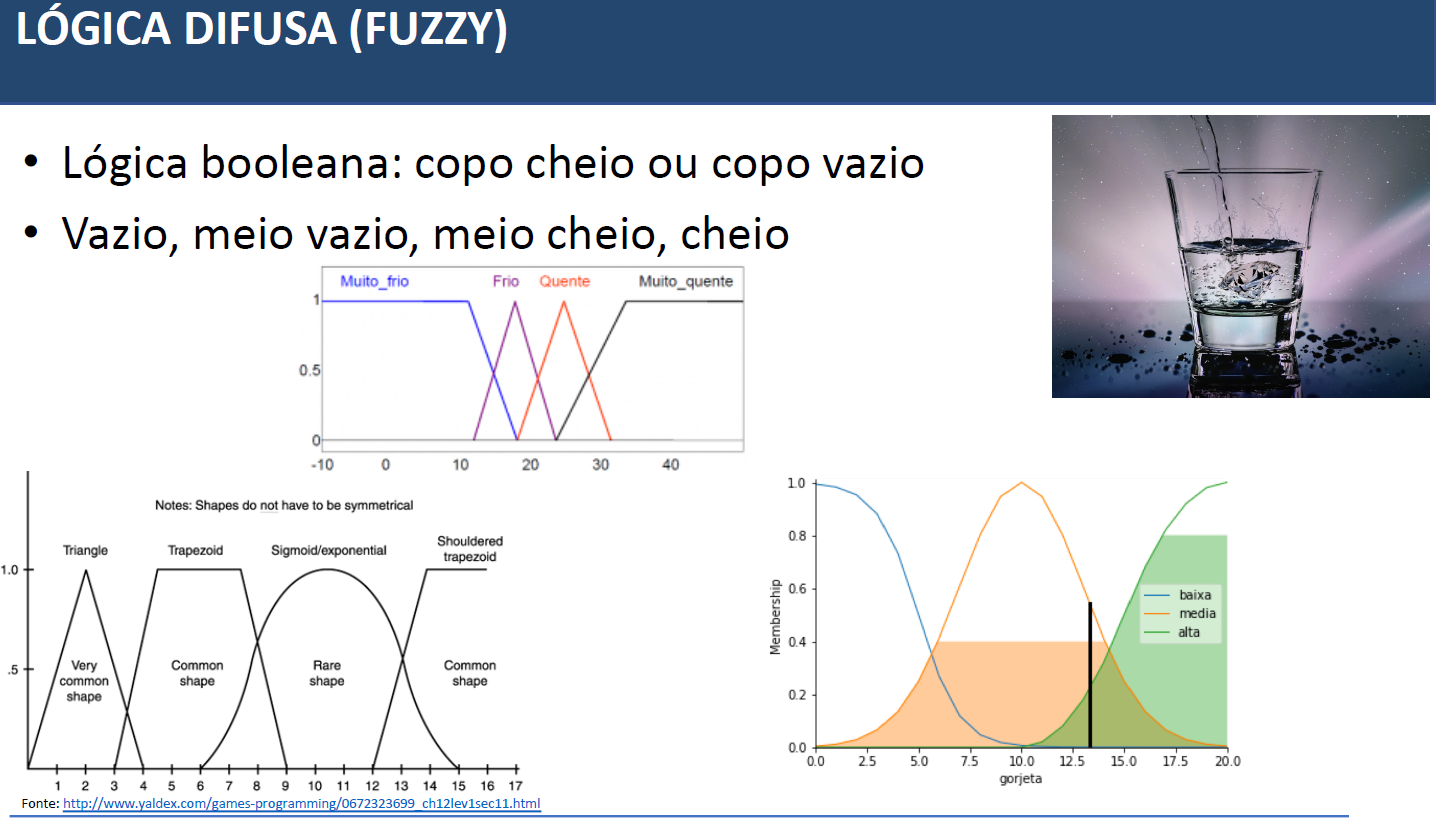 LÓGICA DIFUSA (FUZZY)
• Lógica booleana: copo cheio ou copo vazio
• Vazio, meio vazio, meio cheio, cheio
Muito_frio Frio Quente Muito_quente
1
0.5
0
-10 0 10 20 30 40
Notes: Shapes do not have to be symmetrical
Triangle
Trapezoid
Sigmoid/exponential
Shouldered
trapezoid
1.0
.5
Very
common
shape
Common
shape
Rare
shape
Common
shape
1 2 3 4 5 6 7 8 9 10 11 12 13 14 15 16 17
Fonte: http://www.yaldex.com/games-programming/0672323699_ch12lev1sec11.html
1.0
0.8
0.6
0.4
0.2
0.0
Membership
baixa
media
alta
0.0 2.5 5.0 7.5 10.0 12.5 15.0 17.5 20.0
gorjeta